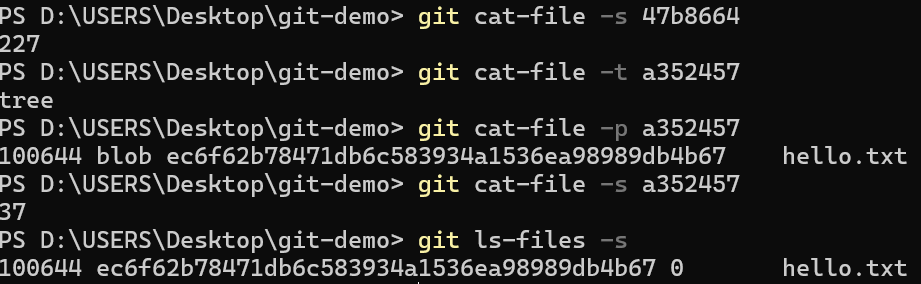 PS D:\USERS\Desktop\git-demo> git cat-file -s 47b8664
227
PS D:\USERS\Desktop\git-demo> git cat-file -t a352457
tree
PS D:\USERS\Desktop\git-demo> git cat-file -p a352457
100644 blob ec6f62b78471db6c583934a1536ea98989db4b67    hello.txt
PS D:\USERS\Desktop\git-demo> git cat-file -s a352457
37
PS D:\USERS\Desktop\git-demo> git ls-files -s
100644 ec6f62b78471db6c583934a1536ea98989db4b67 0       hello.txt